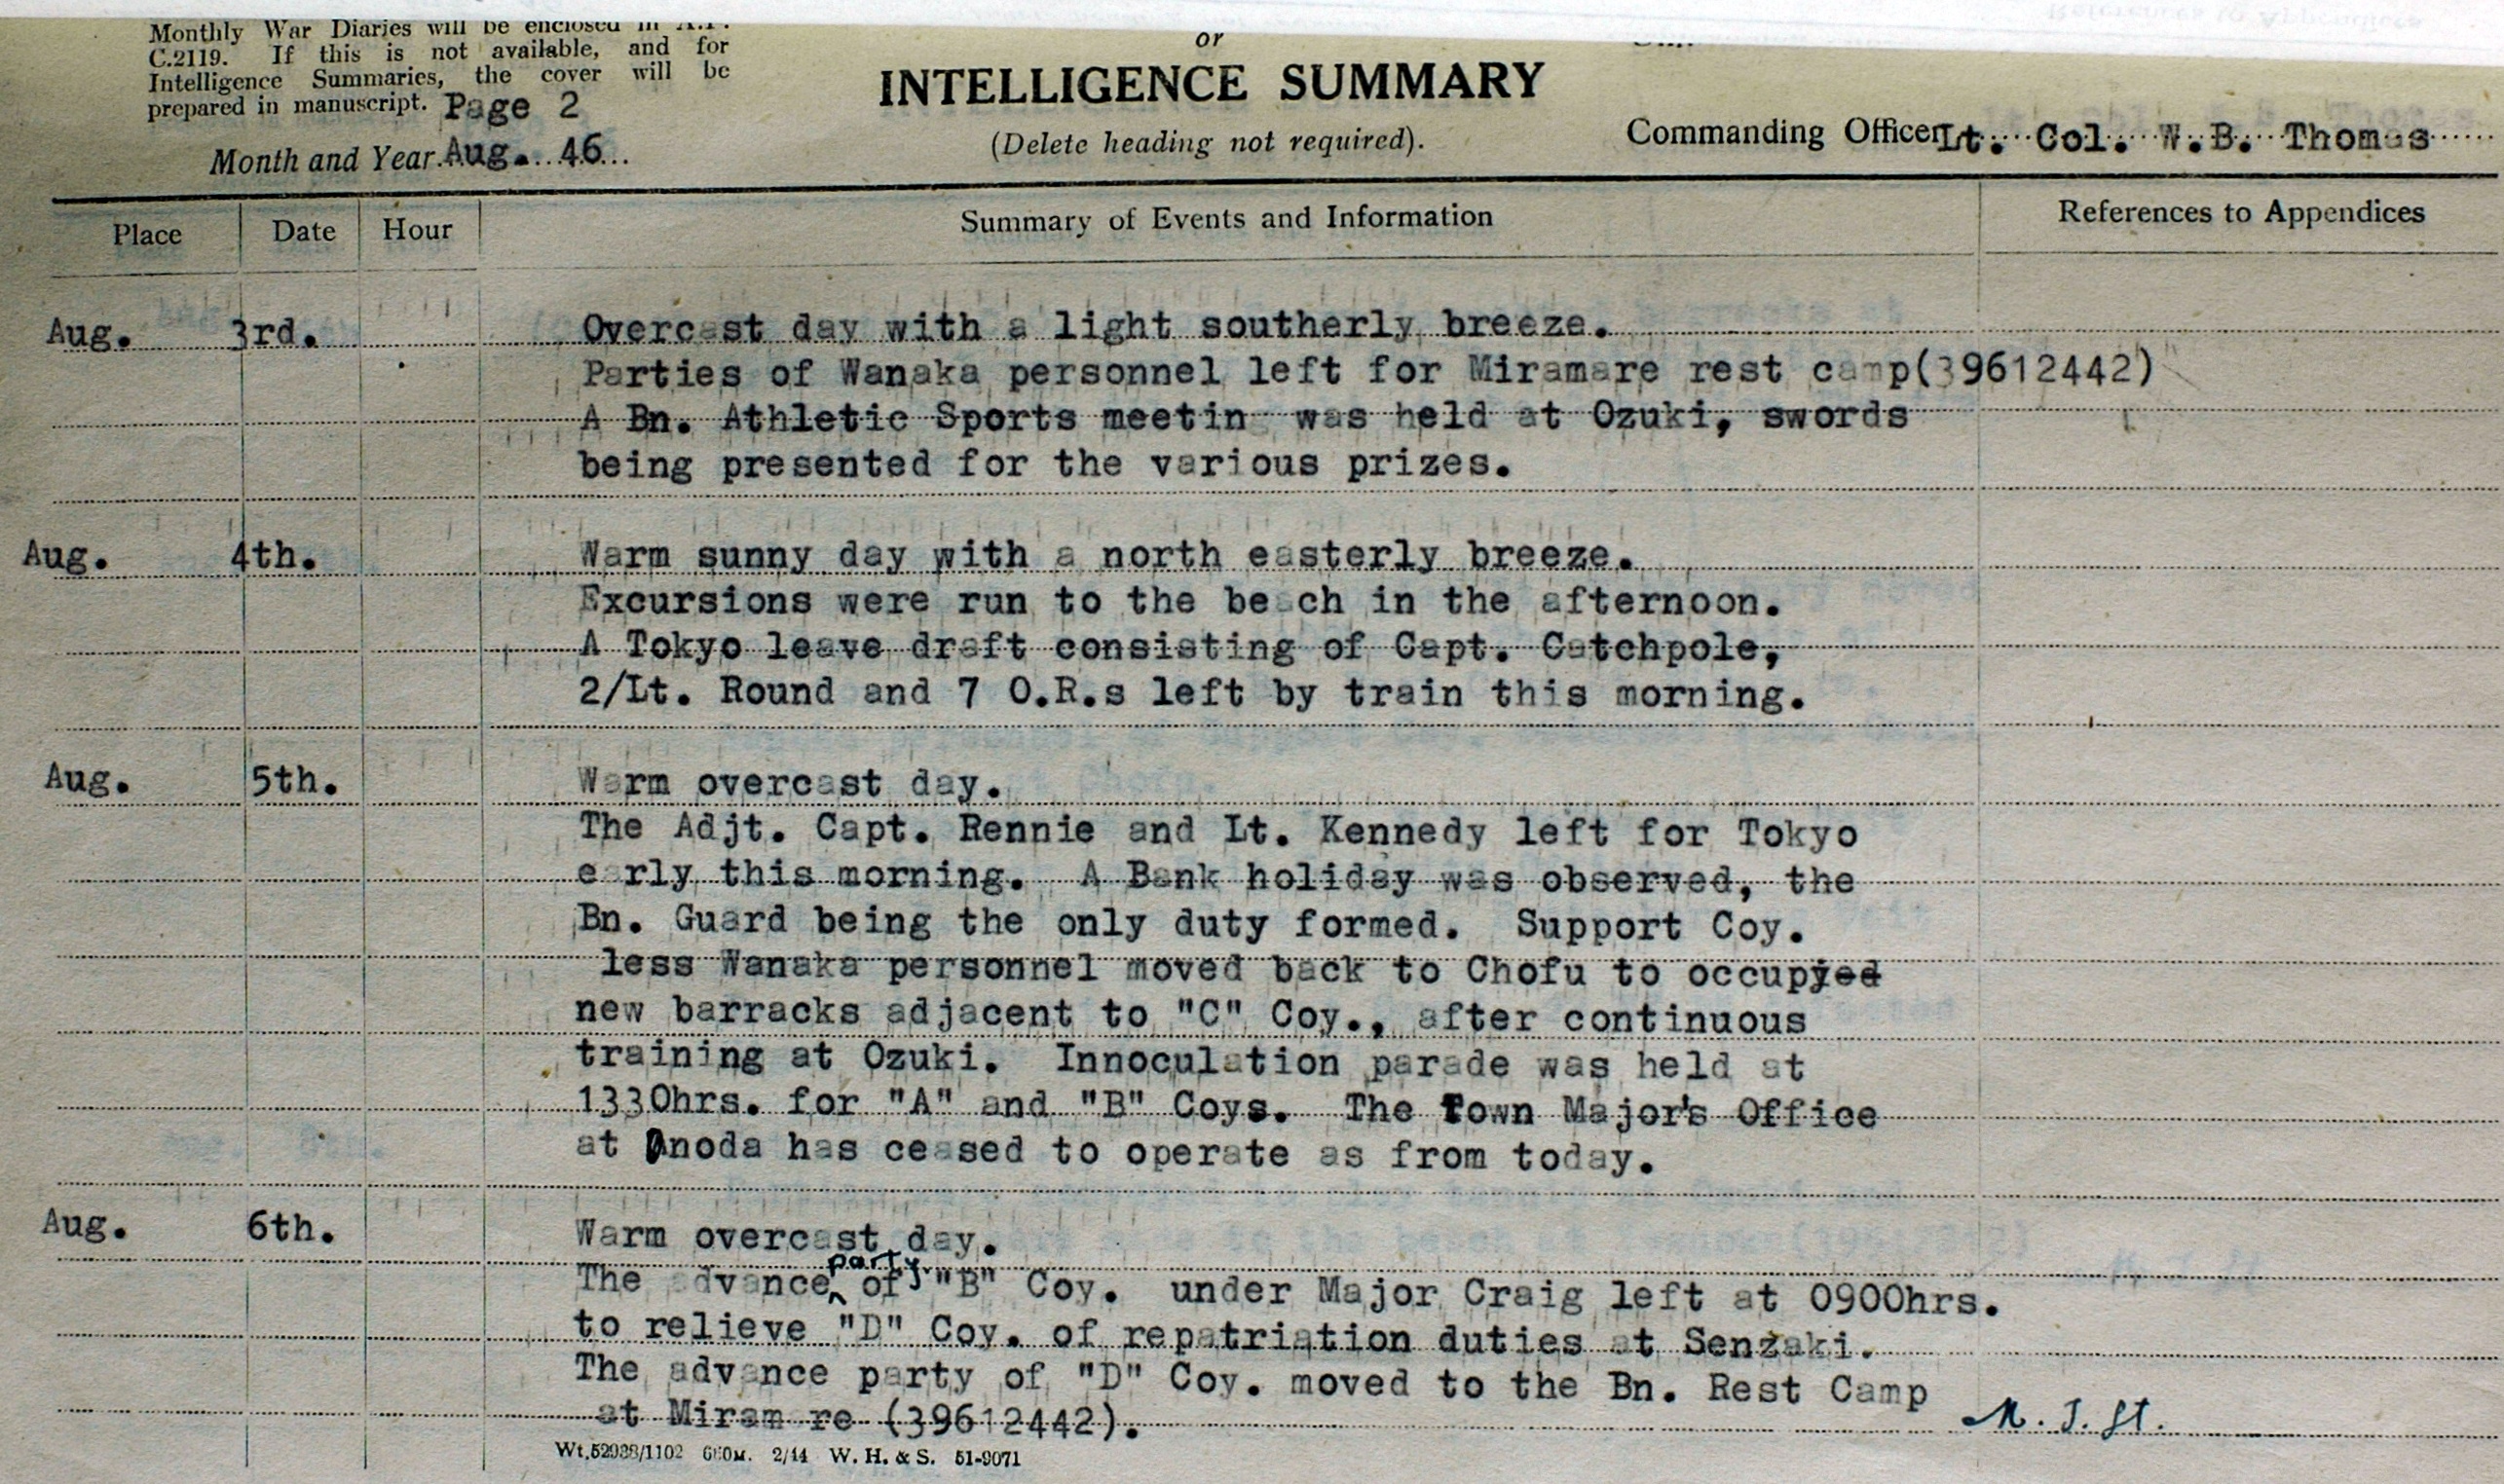 Monthly War Diaries will be enclosed in A.F.
C.2119. If this is not available, and for
Intelligence Summaries, the cover will be
prepared in manuscript. Page 2
Month and Year Aug. 46
or
INTELLIGENCE SUMMARY
(Delete heading not required).
Commanding Officer Lt. Col. W.B. Thomas
Place Date Hour Summary of Events and Information References to Appendices
Aug. 3rd. Overcast day with a light southerly breeze.
Parties of Wanaka personnel left for Miramare rest camp(39612442)
A Bn. Athletic Sports meetin was held at Ozuki, swords
being presented for the various prizes.
Aug. 4th. Warm sunny day with a north easterly breeze.
Excursions were run to the beach in the afternoon.
A Tokyo leave draft consisting of Capt. Catchpole,
2/Lt. Round and 7 O.R.s left by train this morning.
Aug. 5th. Warm overcast day.
The Adjt. Capt. Rennie and Lt. Kennedy left for Tokyo
early this morning. A Bank holiday was observed, the
Bn. Guard being the only duty formed. Support Coy.
less Wanaka personnel moved back to Chofu to occupyed
new barracks adjacent to "C" Coy., after continuous
training at Ozuki. Innoculation parade was held at
1330hrs. for "A" and "B" Coys. The Town Major's Office
at Onoda has ceased to operate as from today.
Aug. 6th. Warm overcast day.
The advance party of "B" Coy. under Major Craig left at 0900hrs.
to relieve "D" Coy. of repatriation duties at Senzaki.
The advance party of "D" Coy. moved to the Bn. Rest Camp
at Miramare (39612442).
Wt.52938/1102 660M. 2/44 W. H. & S. 51-9071